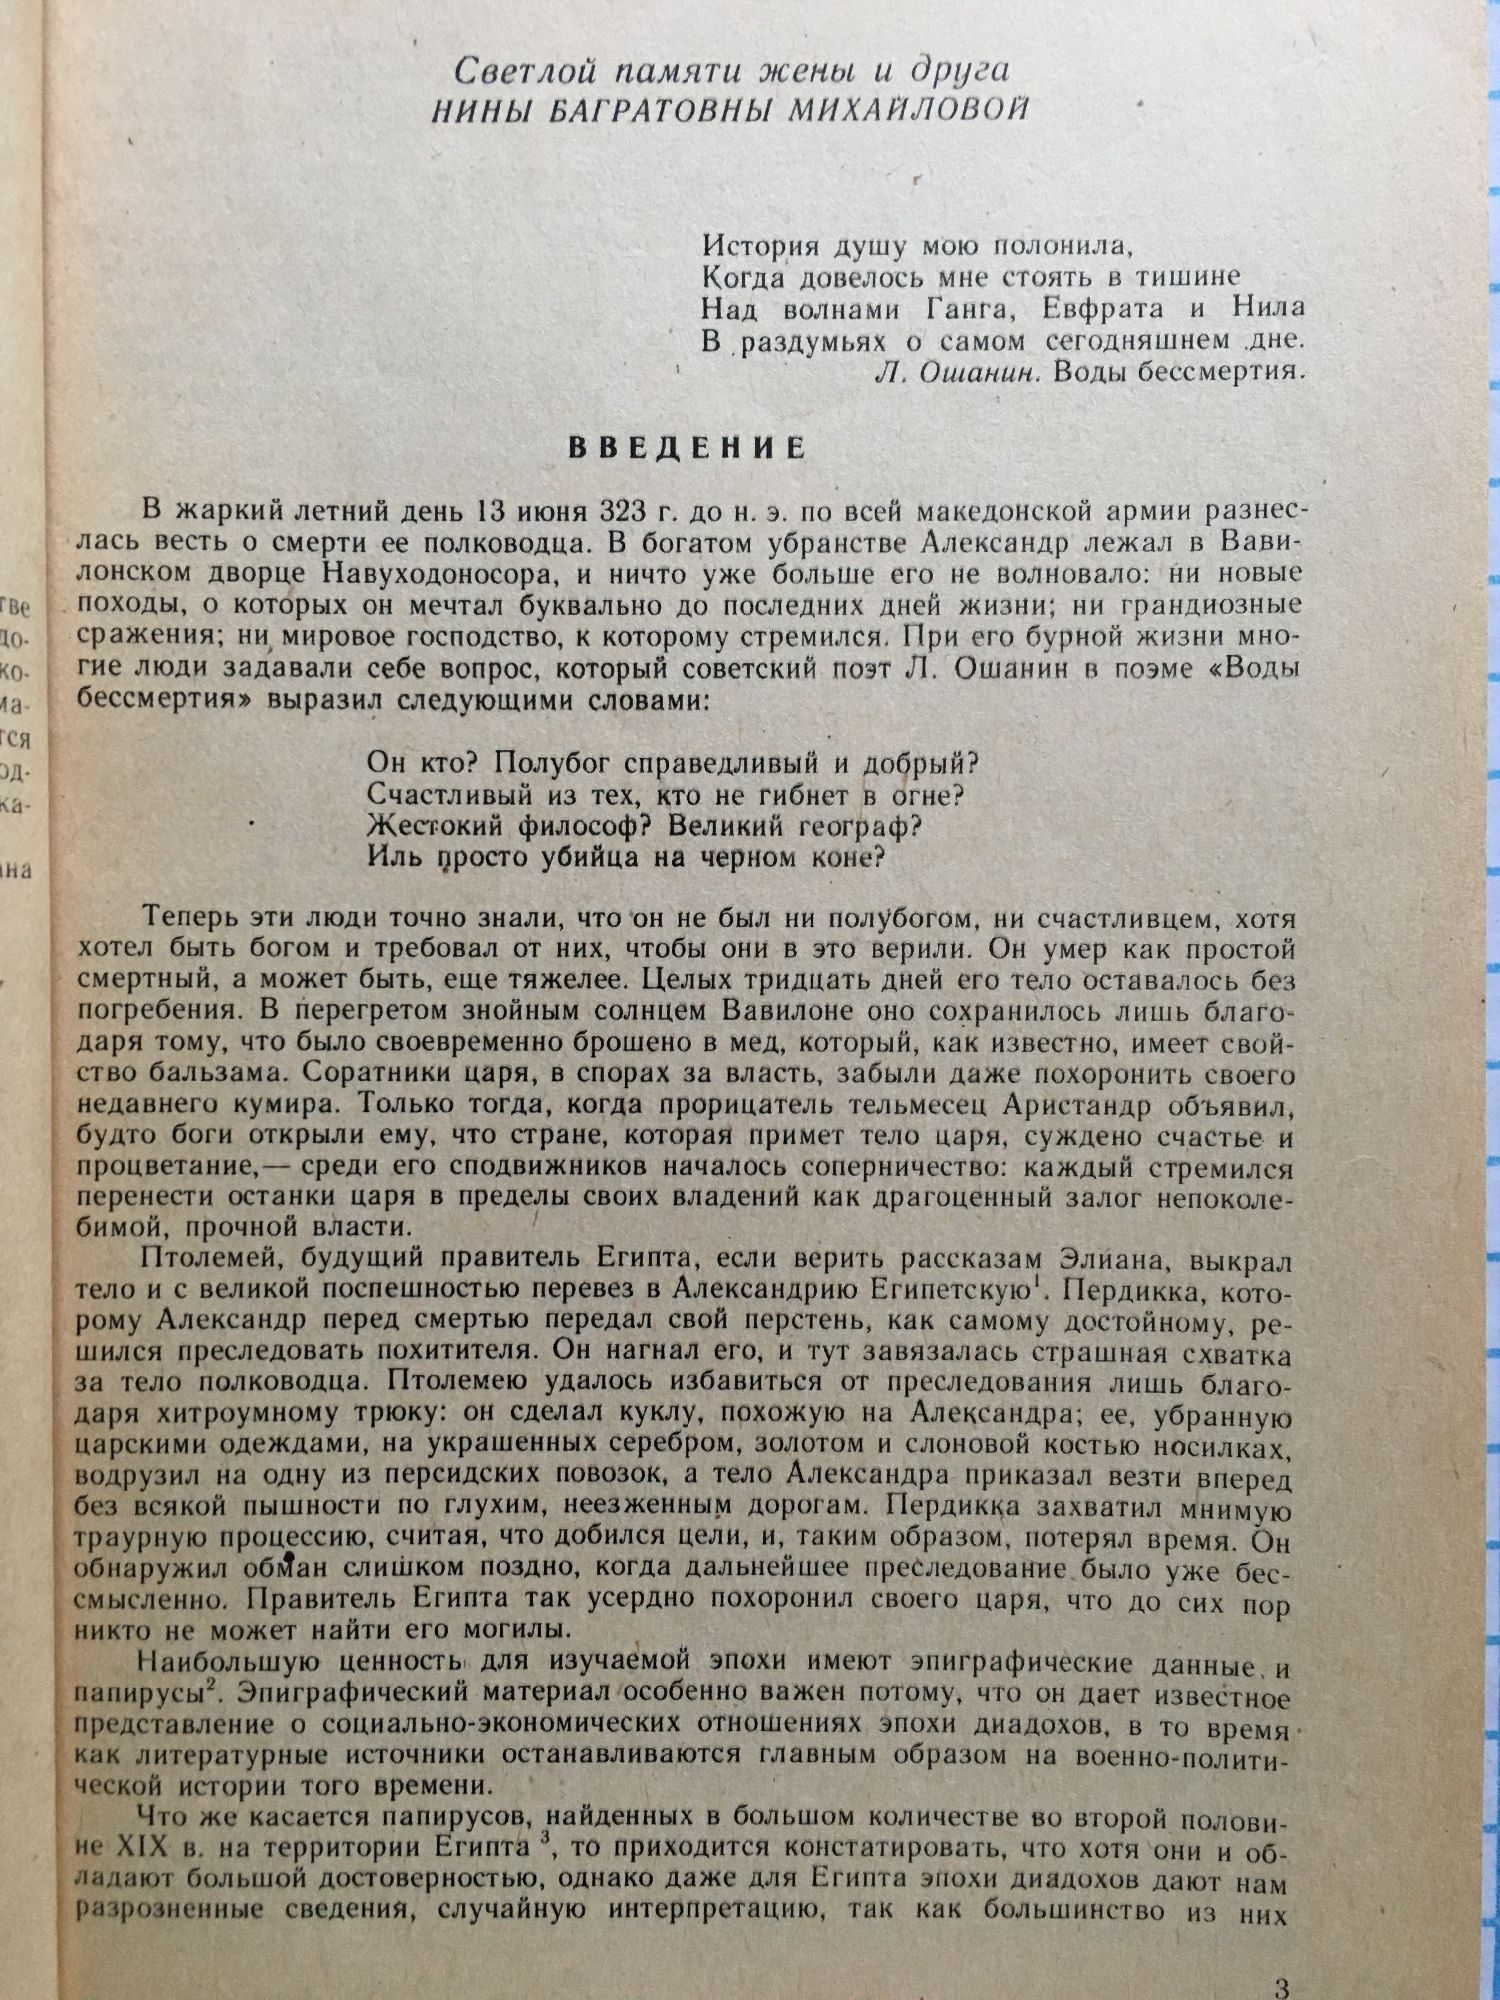 Светлой памяти жены и друга
НИНЫ БАГРАТОВНЫ МИХАЙЛОВОЙ
История душу мою полонила,
Когда довелось мне стоять в тишине
Над волнами Ганга, Евфрата и Нила
В раздумьях о самом сегодняшнем дне.
Л. Ошанин. Воды бессмертия.
ВВЕДЕНИЕ
В жаркий летний день 13 июня 323 г. до н. э. по всей македонской армии разнес-
лась весть о смерти ее полководца. В богатом убранстве Александр лежал в Вави-
лонском дворце Навуходоносора, и ничто уже больше его не волновало: ни новые
походы, о которых он мечтал буквально до последних дней жизни; ни грандиозные
сражения; ни мировое господство, к которому стремился. При его бурной жизни мно-
гие люди задавали себе вопрос, который советский поэт Л. Ошанин в поэме «Воды
бессмертия» выразил следующими словами:
Он кто? Полубог справедливый и добрый?
Счастливый из тех, кто не гибнет в огне?
Жестокий философ? Великий географ?
Иль просто убийца на черном коне?
Теперь эти люди точно знали, что он не был ни полубогом, ни счастливцем, хотя
хотел быть богом и требовал от них, чтобы они в это верили. Он умер как простой
смертный, а может быть, еще тяжелее. Целых тридцать дней его тело оставалось без
погребения. В перегретом знойным солнцем Вавилоне оно сохранилось лишь благо-
даря тому, что было своевременно брошено в мед, который, как известно, имеет свой-
ство бальзама. Соратники царя, в спорах за власть, забыли даже похоронить своего
недавнего кумира. Только тогда, когда прорицатель тельмесец Аристандр объявил,
будто боги открыли ему, что стране, которая примет тело царя, суждено счастье и
процветание,— среди его сподвижников началось соперничество: каждый стремился
перенести останки царя в пределы своих владений как драгоценный залог непоколе-
бимой, прочной власти.
Птолемей, будущий правитель Египта, если верить рассказам Элиана, выкрал
тело и с великой поспешностью перевез в Александрию Египетскую¹. Пердикка, кото-
рому Александр перед смертью передал свой перстень, как самому достойному, ре-
шился преследовать похитителя. Он нагнал его, и тут завязалась страшная схватка
за тело полководца. Птолемею удалось избавиться от преследования лишь благо-
даря хитроумному трюку: он сделал куклу, похожую на Александра; ее, убранную
царскими одеждами, на украшенных серебром, золотом и слоновой костью носилках,
водрузил на одну из персидских повозок, а тело Александра приказал везти вперед
без всякой пышности по глухим, неезженным дорогам. Пердикка захватил мнимую
траурную процессию, считая, что добился цели, и, таким образом, потерял время. Он
обнаружил обман слишком поздно, когда дальнейшее преследование было уже бес-
смысленно. Правитель Египта так усердно похоронил своего царя, что до сих пор
никто не может найти его могилы.
Наибольшую ценность для изучаемой эпохи имеют эпиграфические данные и
папирусы². Эпиграфический материал особенно важен потому, что он дает известное
представление о социально-экономических отношениях эпохи диадохов, в то время
как литературные источники останавливаются главным образом на военно-полити-
ческой истории того времени.
Что же касается папирусов, найденных в большом количестве во второй полови-
не XIX в. на территории Египта ³, то приходится констатировать, что хотя они и об-
ладают большой достоверностью, однако даже для Египта эпохи диадохов дают нам
разрозненные сведения, случайную интерпретацию, так как большинство из них
3